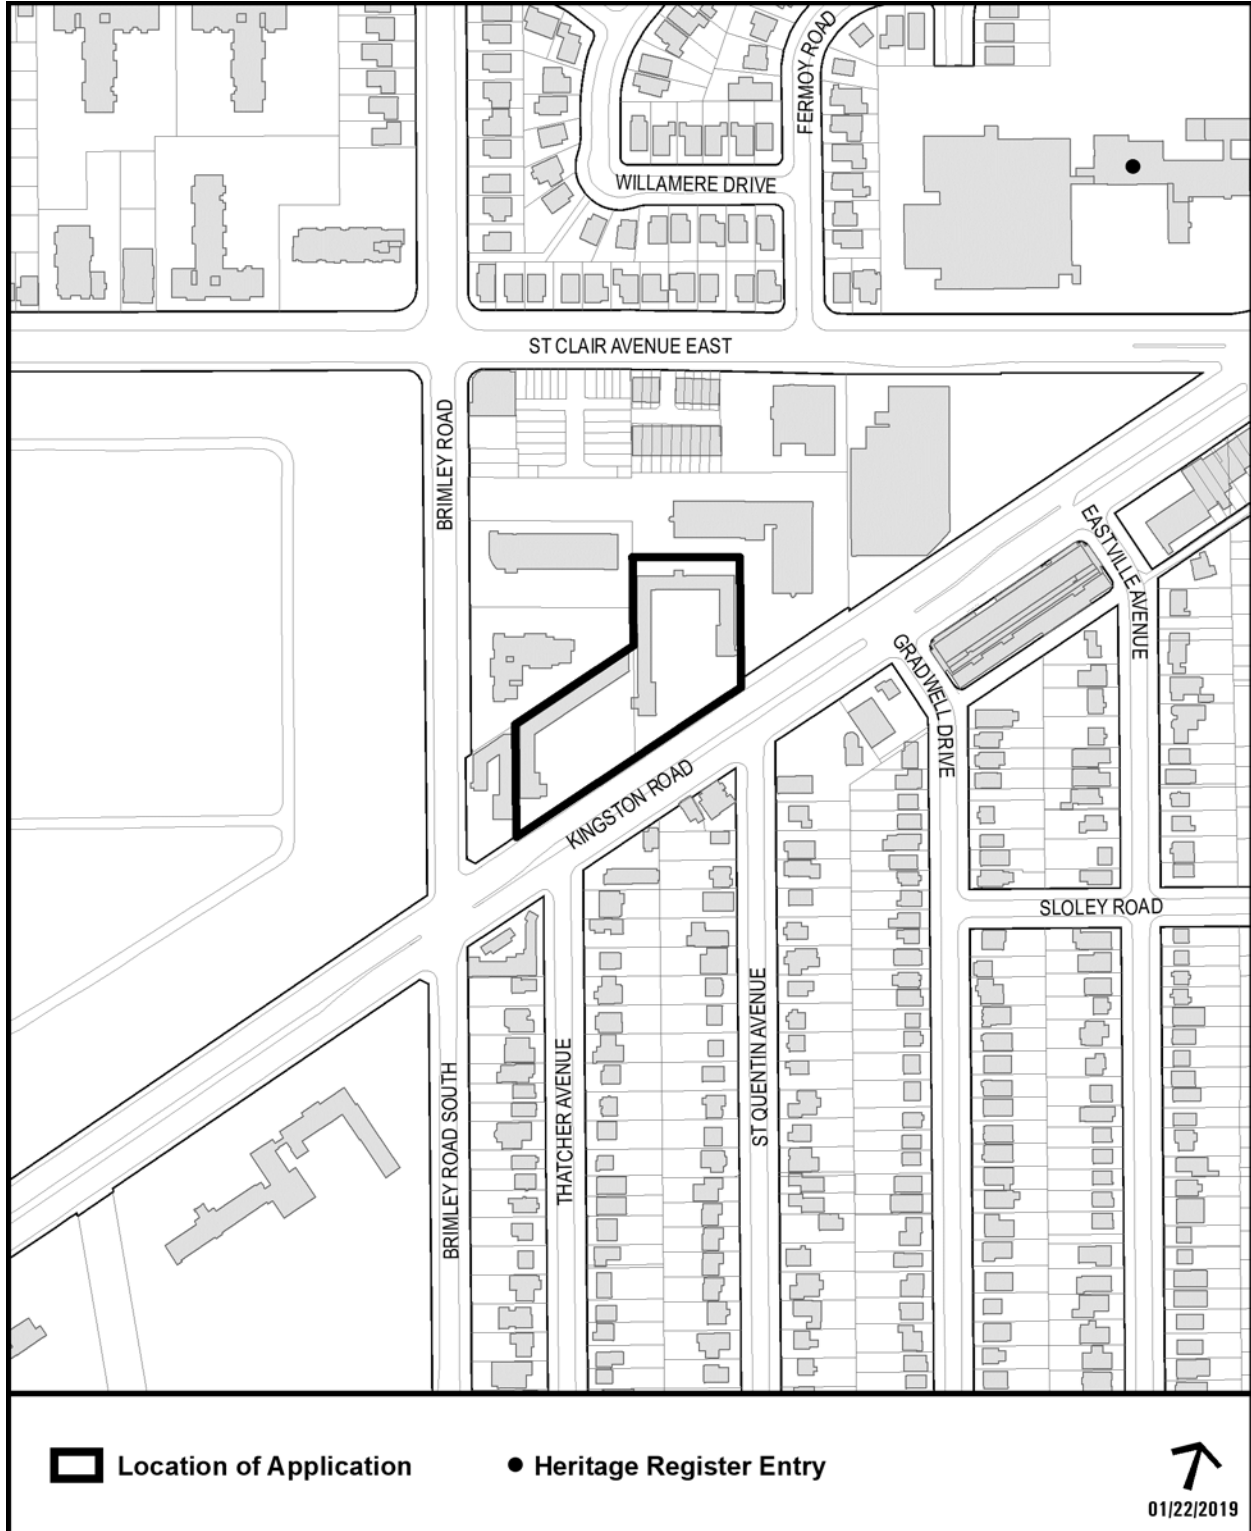 FERMOY ROAD
WILLAMERE DRIVE
ST CLAIR AVENUE EAST
BRIMLEY ROAD
EASTVILLE AVENUE
GRADWELL DRIVE
KINGSTON ROAD
SLOLEY ROAD
ST QUENTIN AVENUE
THATCHER AVENUE
BRIMLEY ROAD SOUTH
Location of Application
Heritage Register Entry
01/22/2019